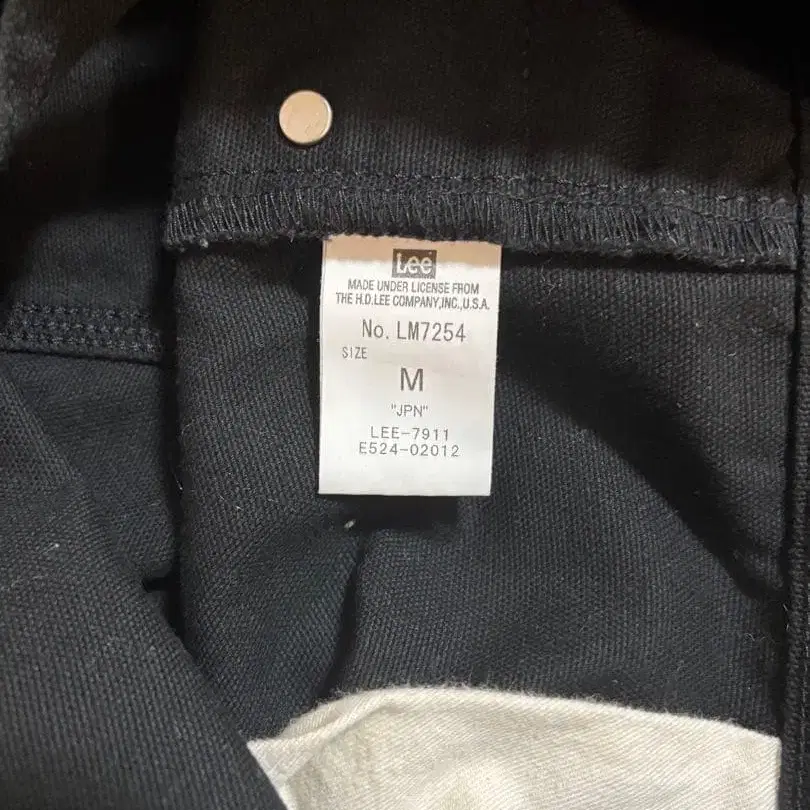 Lee
MADE UNDER LICENSE FROM
THE H.D.LEE COMPANY,INC.,U.S.A.
No. LM7254
SIZE
M
"JPN"
LEE-7911
E524-02012